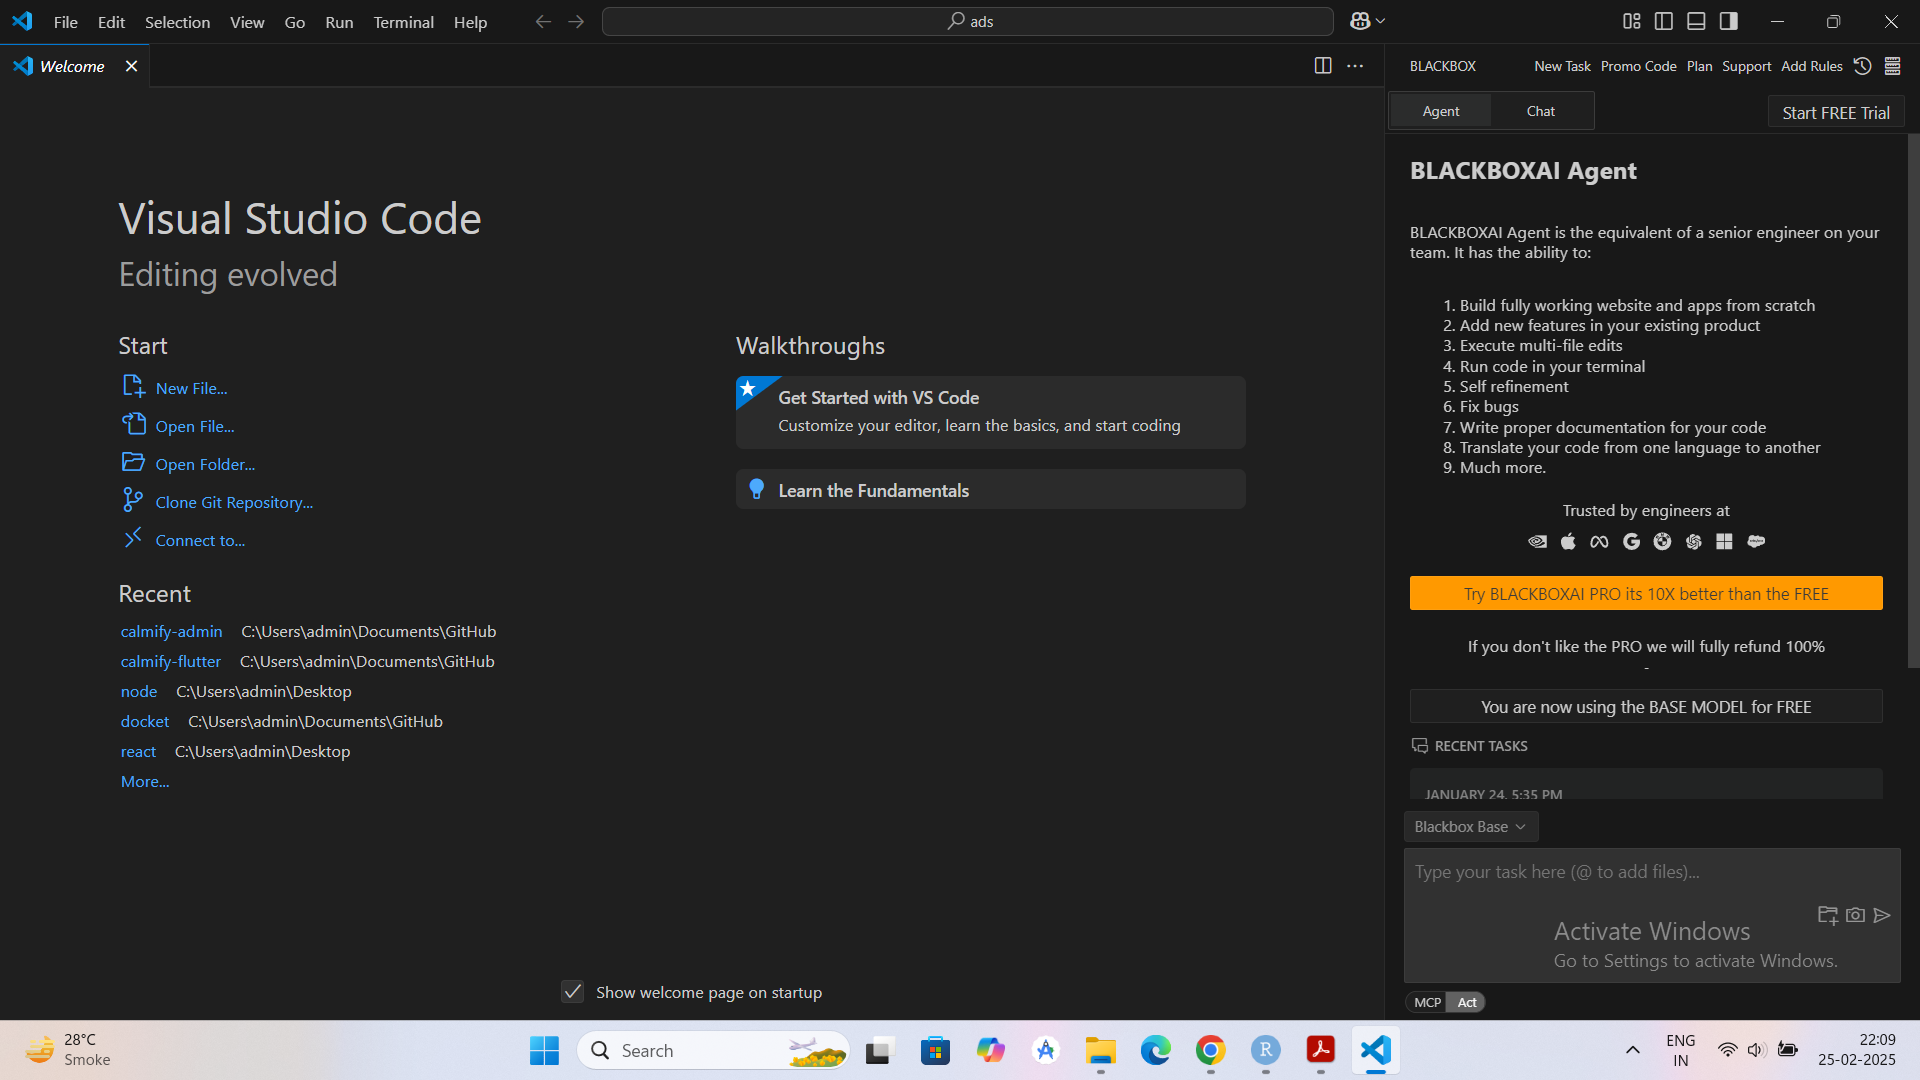 File Edit Selection View Go Run Terminal Help
ads
Welcome
Visual Studio Code
Editing evolved
Start
New File...
Open File...
Open Folder...
Clone Git Repository...
Connect to...
Recent
calmify-admin C:\Users\admin\Documents\GitHub
calmify-flutter C:\Users\admin\Documents\GitHub
node C:\Users\admin\Desktop
docket C:\Users\admin\Documents\GitHub
react C:\Users\admin\Desktop
More...
Walkthroughs
Get Started with VS Code
Customize your editor, learn the basics, and start coding
Learn the Fundamentals
Show welcome page on startup
BLACKBOX New Task Promo Code Plan Support Add Rules
Agent Chat Start FREE Trial
BLACKBOXAI Agent
BLACKBOXAI Agent is the equivalent of a senior engineer on your
team. It has the ability to:
1. Build fully working website and apps from scratch
2. Add new features in your existing product
3. Execute multi-file edits
4. Run code in your terminal
5. Self refinement
6. Fix bugs
7. Write proper documentation for your code
8. Translate your code from one language to another
9. Much more.
Trusted by engineers at
Try BLACKBOXAI PRO its 10X better than the FREE
If you don't like the PRO we will fully refund 100%
You are now using the BASE MODEL for FREE
RECENT TASKS
JANUARY 24, 5:35 PM
Blackbox Base
Type your task here (@ to add files)...
Activate Windows
Go to Settings to activate Windows.
MCP Act
28°C
Smoke
Search
ENG
IN
22:09
25-02-2025